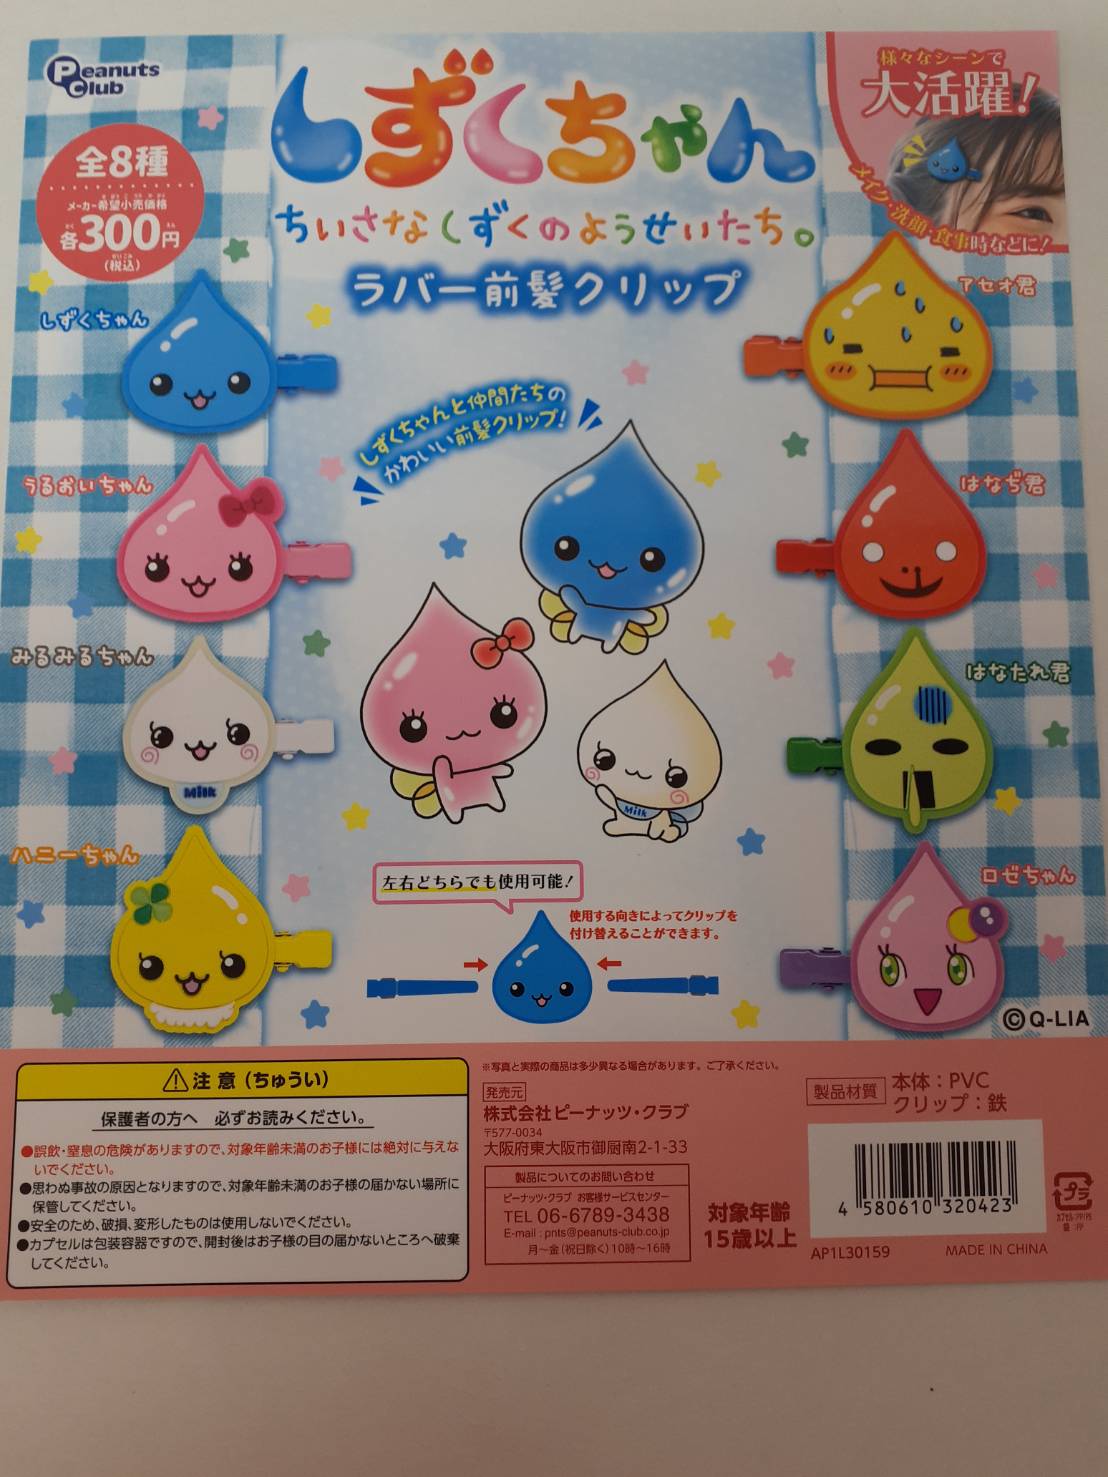 Peanuts
Club
全8種
メーカー希望小売価格
各300円
(税込)
しずくちゃん
ちいさなしずくのようせいたち。
ラバー前髪クリップ
様々なシーンで
大活躍!
メイク・洗顔・食事時などに!
しずくちゃん
うるおいちゃん
みるみるちゃん
Milk
ハニーちゃん
アセオ君
はなぢ君
はなたれ君
ロゼちゃん
しずくちゃんと仲間たちの
かわいい前髪クリップ!
Milk
左右どちらでも使用可能!
使用する向きによってクリップを
付け替えることができます。
©Q-LIA
⚠注意(ちゅうい)
保護者の方へ 必ずお読みください。
●誤飲・窒息の危険がありますので、対象年齢未満のお子様には絶対に与えな
いでください。
●思わぬ事故の原因となりますので、対象年齢未満のお子様の届かない場所に
保管してください。
●安全のため、破損、変形したものは使用しないでください。
●カプセルは包装容器ですので、開封後はお子様の目の届かないところへ破棄
してください。
※写真と実際の商品は多少異なる場合があります。ご了承ください。
発売元
株式会社ピーナッツ・クラブ
〒577-0034
大阪府東大阪市御厨南2-1-33
製品についてのお問い合わせ
ピーナッツ・クラブ お客様サービスセンター
TEL 06-6789-3438
E-mail : pnts@peanuts-club.co.jp
月~金(祝日除く)10時~16時
対象年齢
15歳以上
製品材質
本体:PVC
クリップ:鉄
4 580610 320423
AP1L30159
MADE IN CHINA
プラ